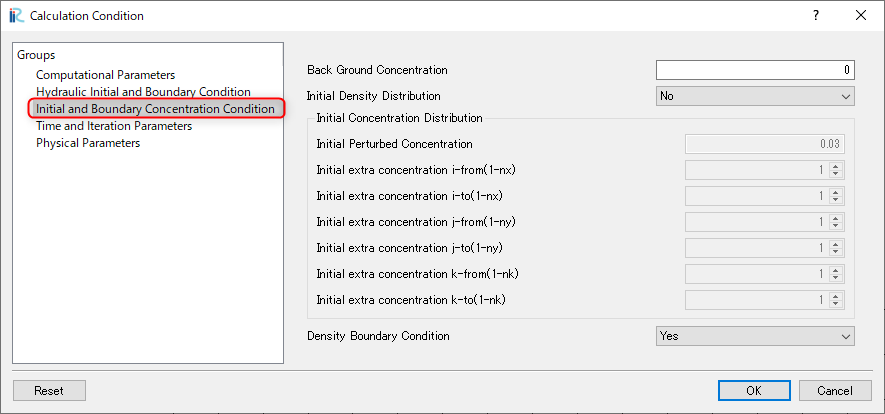 Calculation Condition
Groups
Computational Parameters
Hydraulic Initial and Boundary Condition
Initial and Boundary Concentration Condition
Time and Iteration Parameters
Physical Parameters
Back Ground Concentration 0
Initial Density Distribution No
Initial Concentration Distribution
Initial Perturbed Concentration 0.03
Initial extra concentration i-from(1-nx) 1
Initial extra concentration i-to(1-nx) 1
Initial extra concentration j-from(1-ny) 1
Initial extra concentration j-to(1-ny) 1
Initial extra concentration k-from(1-nk) 1
Initial extra concentration k-to(1-nk) 1
Density Boundary Condition Yes
Reset OK Cancel